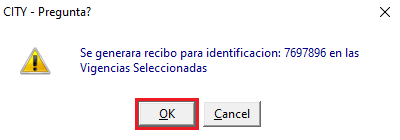 CITY - Pregunta?
Se generara recibo para identificacion: 7697896 en las
Vigencias Seleccionadas
OK
Cancel